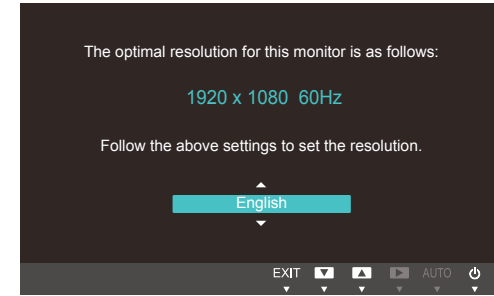 The optimal resolution for this monitor is as follows:
1920 x 1080 60Hz
Follow the above settings to set the resolution.
English
EXIT AUTO